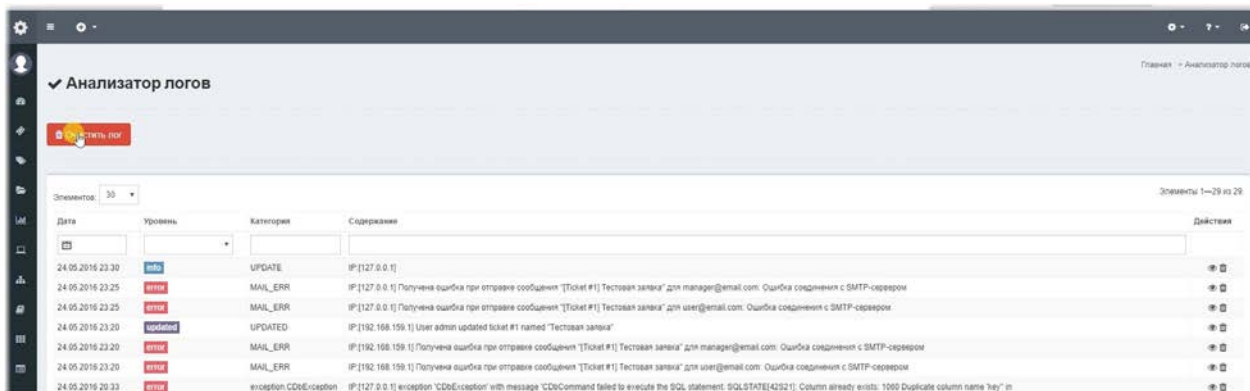 ? 
Главная Анализатор логов
Анализатор логов
Очистить лог
Элементов: 30
Элементы 1—29 из 29
Дата Уровень Категория Содержание Действия
24.05.2016 23:30 info UPDATE IP:[127.0.0.1]
24.05.2016 23:25 error MAIL_ERR IP:[127.0.0.1] Получена ошибка при отправке сообщения "[Ticket #1] Тестовая заявка" для manager@email.com: Ошибка соединения с SMTP-сервером
24.05.2016 23:25 error MAIL_ERR IP:[127.0.0.1] Получена ошибка при отправке сообщения "[Ticket #1] Тестовая заявка" для user@email.com: Ошибка соединения с SMTP-сервером
24.05.2016 23:20 updated UPDATED IP:[192.168.159.1] User admin updated ticket #1 named "Тестовая заявка"
24.05.2016 23:20 error MAIL_ERR IP:[192.168.159.1] Получена ошибка при отправке сообщения "[Ticket #1] Тестовая заявка" для manager@email.com: Ошибка соединения с SMTP-сервером
24.05.2016 23:20 error MAIL_ERR IP:[192.168.159.1] Получена ошибка при отправке сообщения "[Ticket #1] Тестовая заявка" для user@email.com: Ошибка соединения с SMTP-сервером
24.05.2016 20:33 error exception.CDbException IP:[127.0.0.1] exception 'CDbException' with message 'CDbCommand failed to execute the SQL statement: SQLSTATE[42S21]: Column already exists: 1060 Duplicate column name 'key'' in